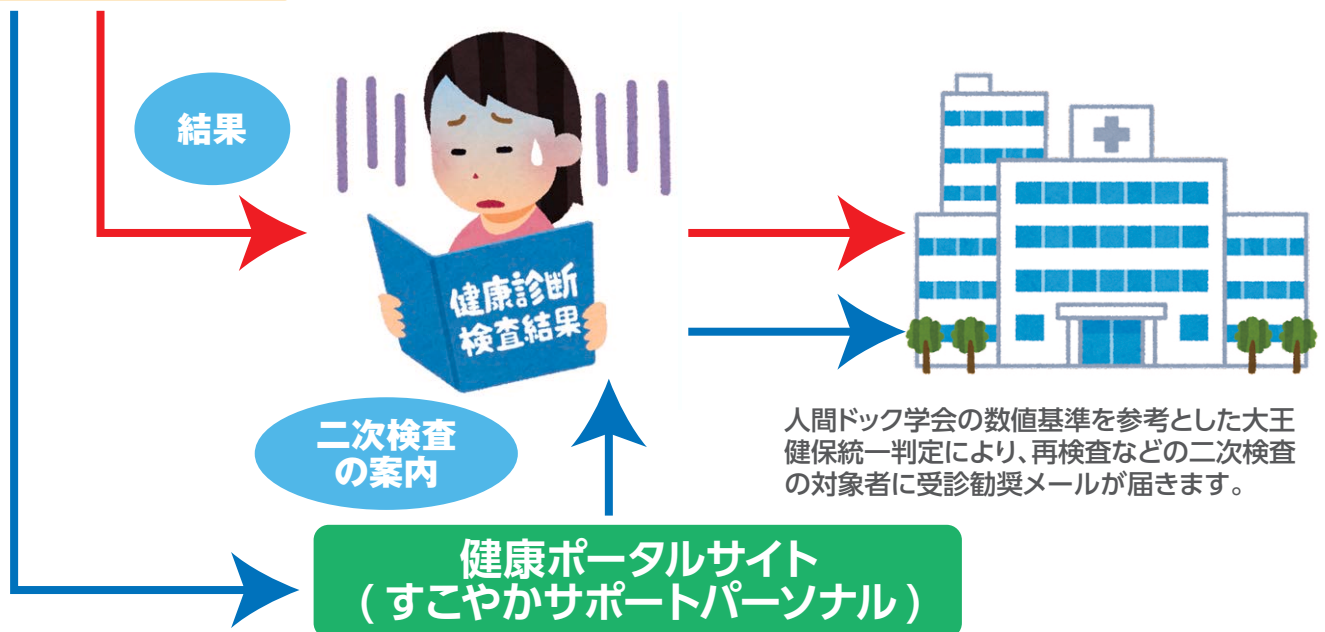 結果
健康診断
検査結果
二次検査
の案内
人間ドック学会の数値基準を参考とした大王
健保統一判定により、再検査などの二次検査
の対象者に受診勧奨メールが届きます。
健康ポータルサイト
(すこやかサポートパーソナル)